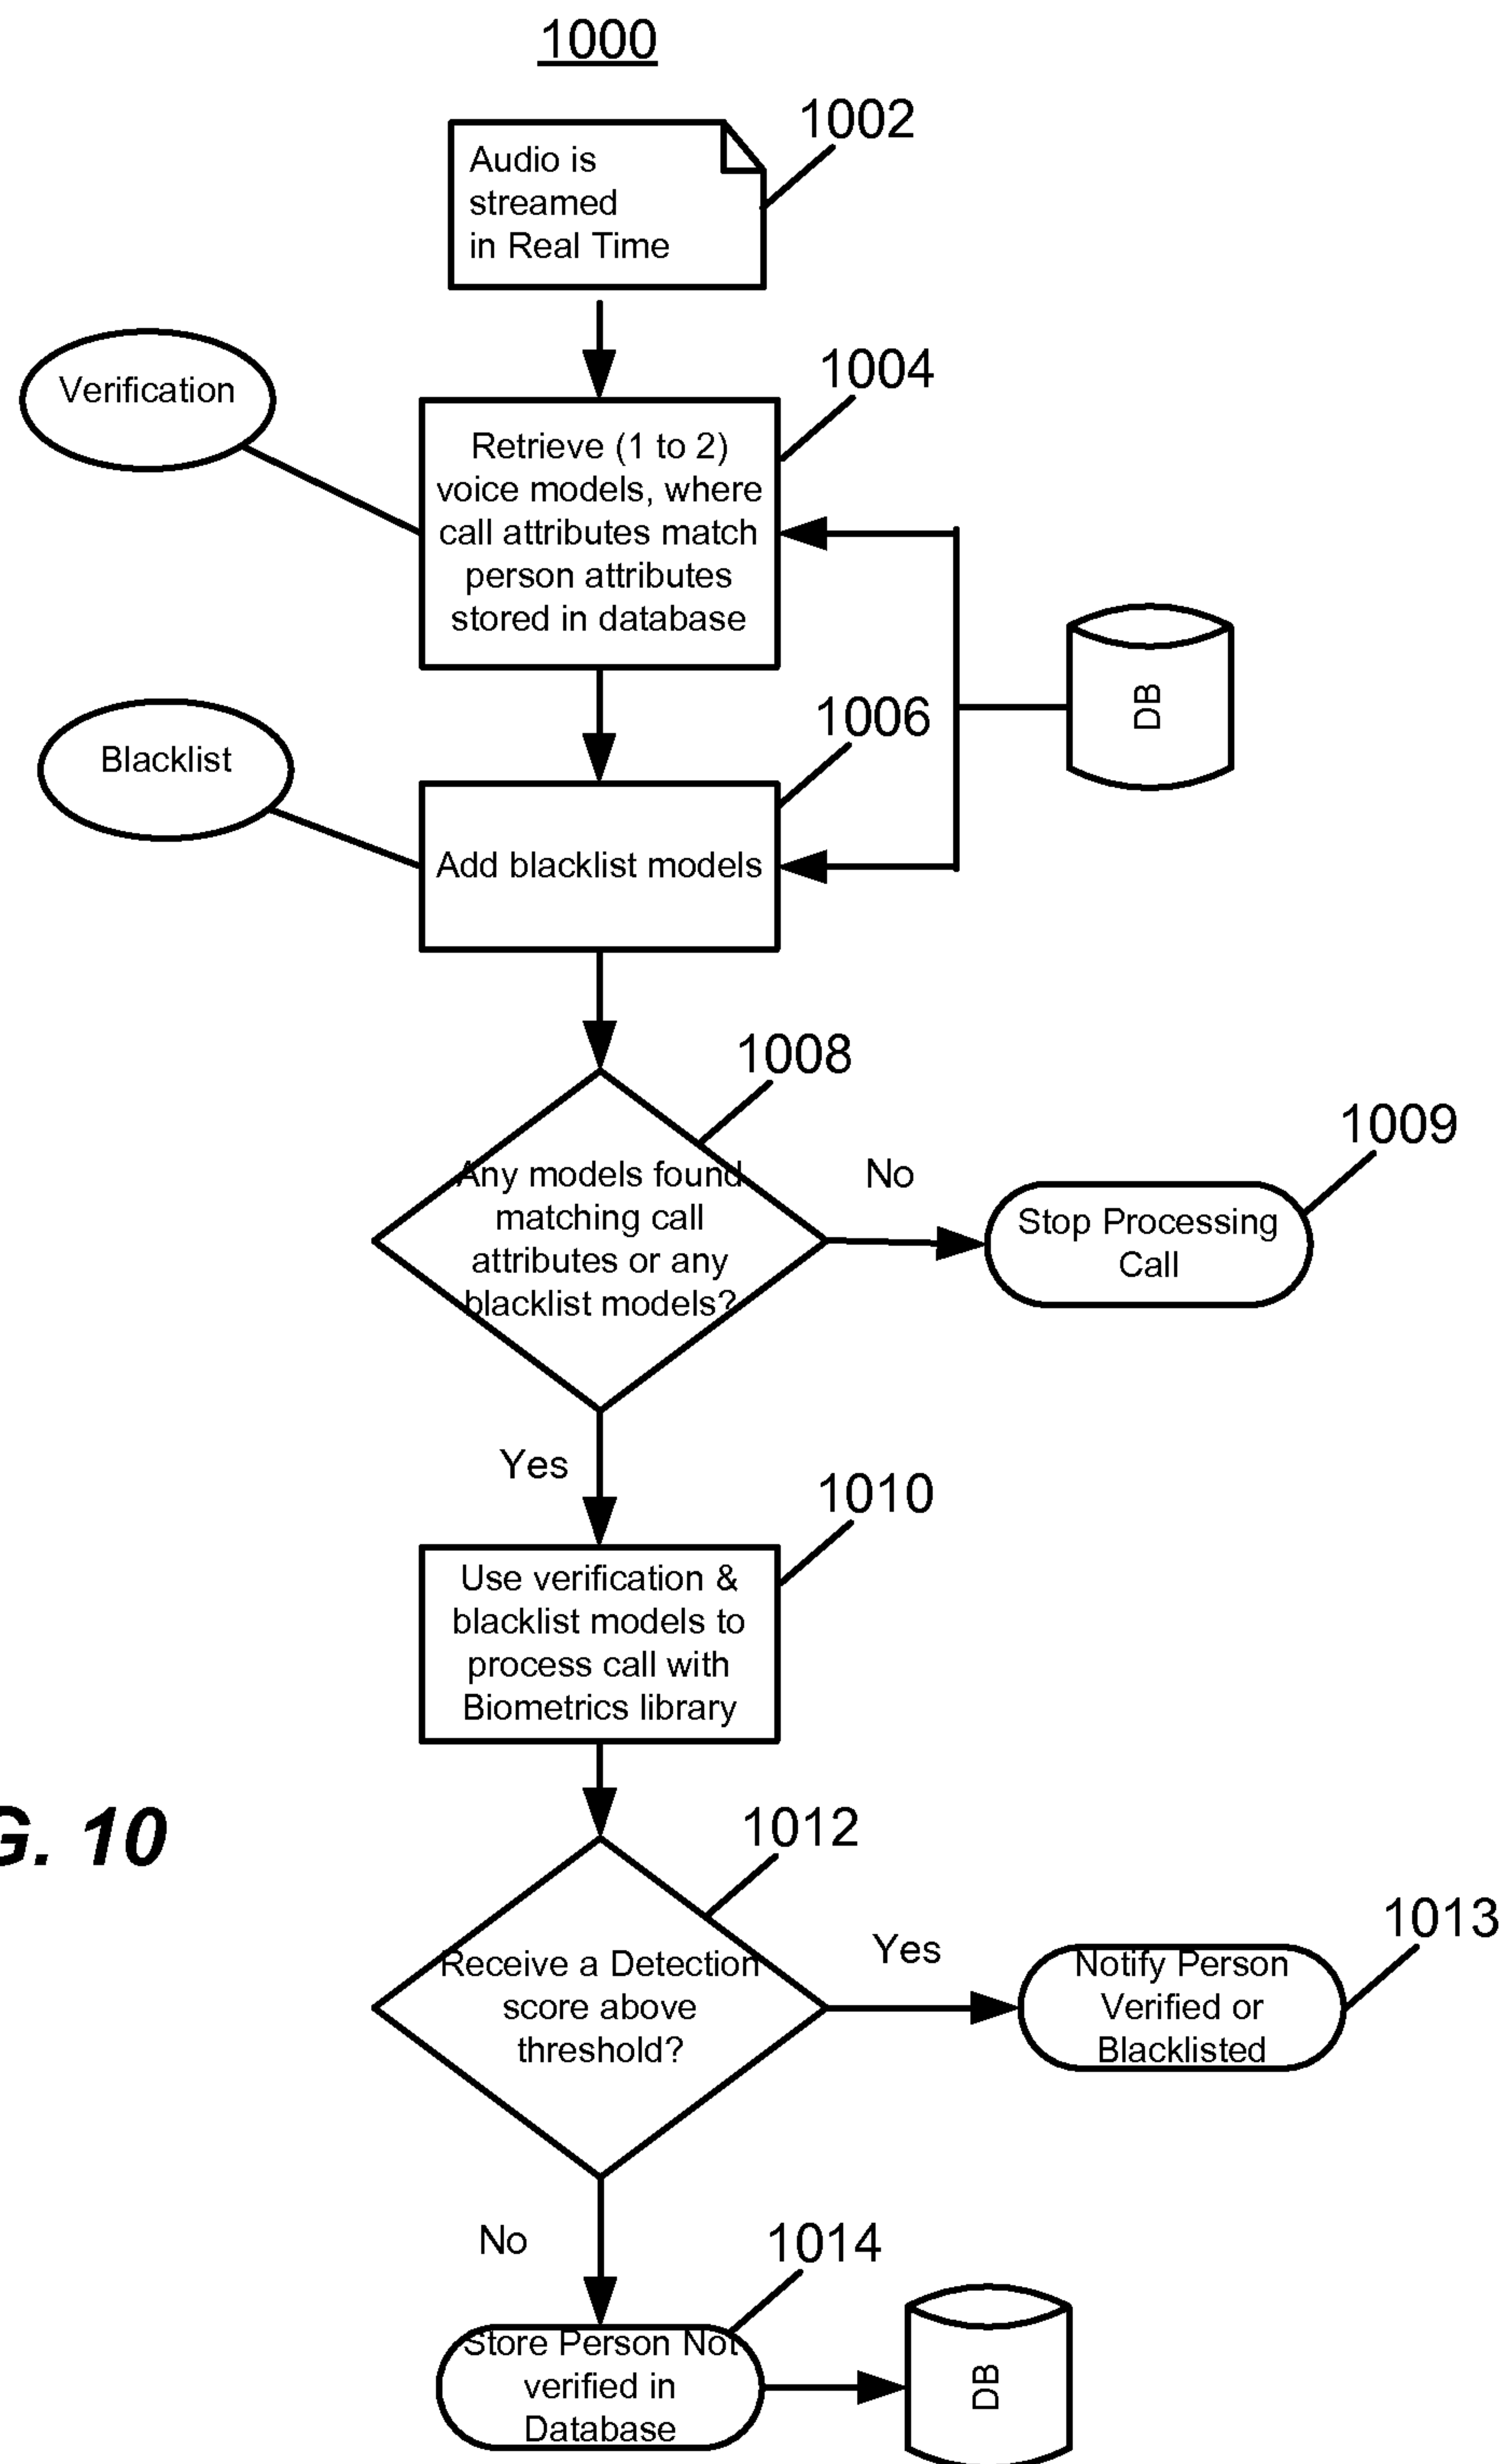 1000
1002
Audio is
streamed
in Real Time
Verification
1004
Retrieve (1 to 2)
voice models, where
call attributes match
person attributes
stored in database
DB
1006
Blacklist
Add blacklist models
1008
Any models found
matching call
attributes or any
blacklist models?
No
1009
Stop Processing
Call
Yes
1010
Use verification &
blacklist models to
process call with
Biometrics library
G. 10
1012
Receive a Detection
score above
threshold?
Yes
1013
Notify Person
Verified or
Blacklisted
No
1014
Store Person Not
verified in
Database
DB